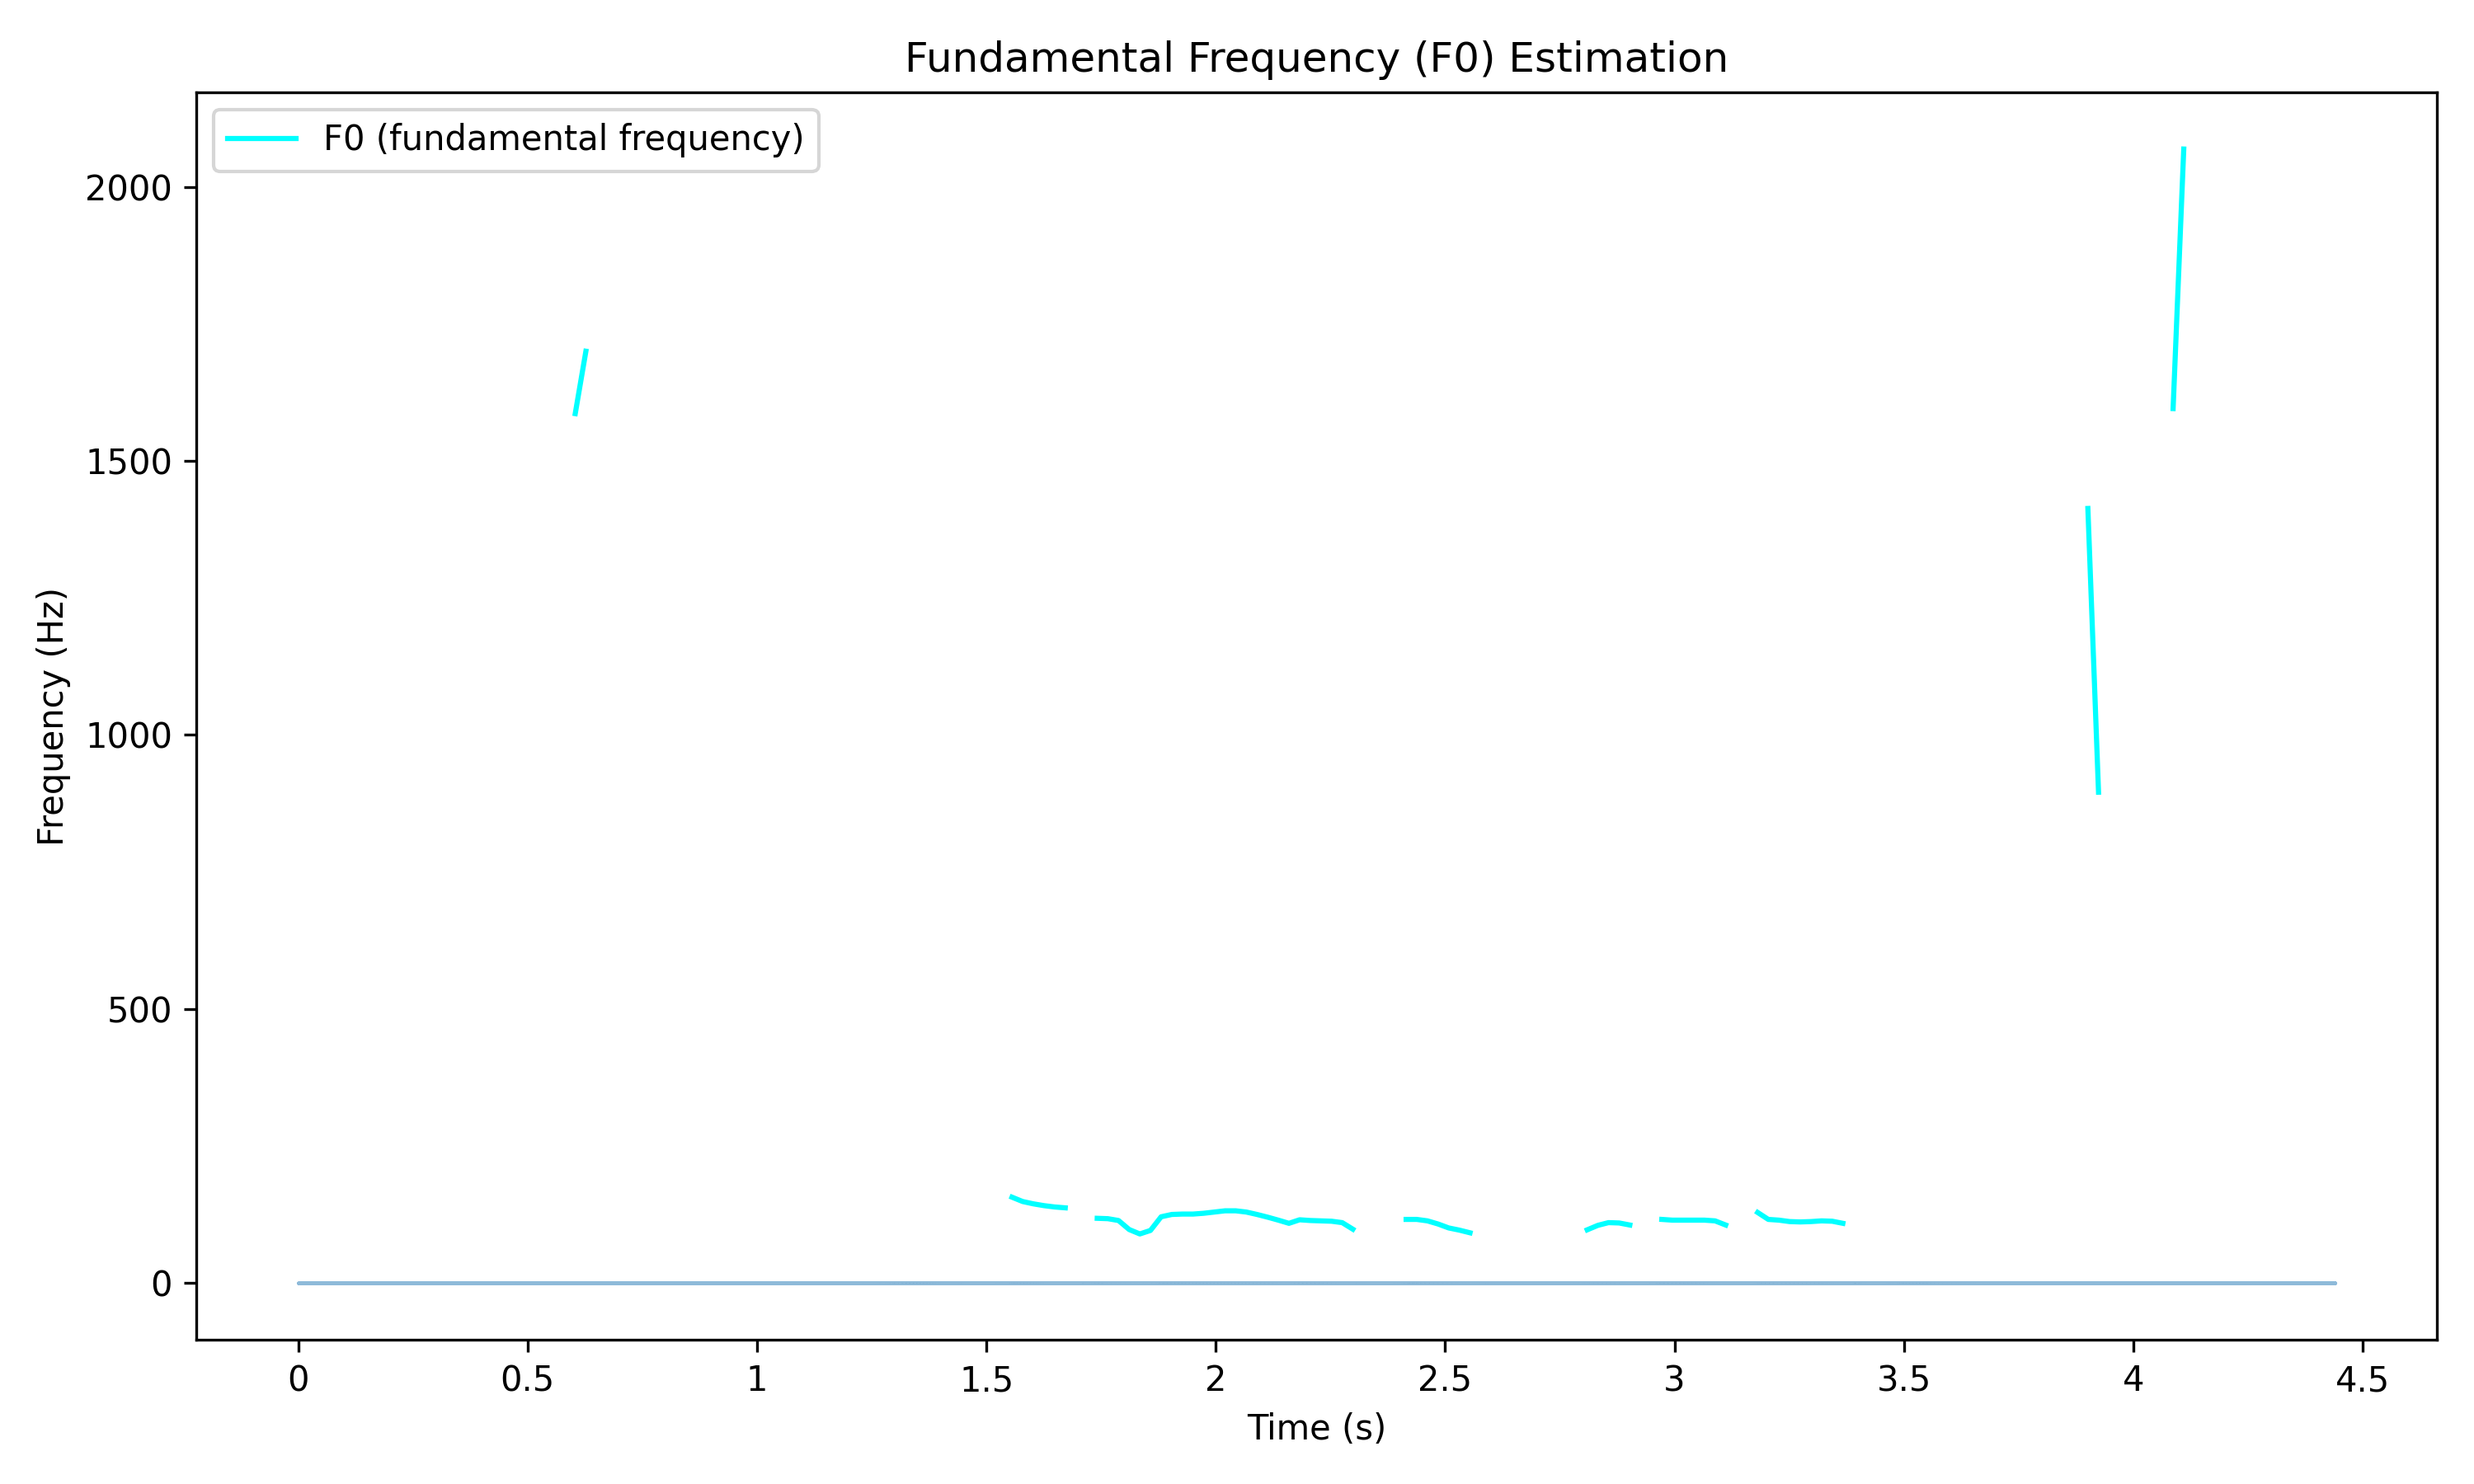 Fundamental Frequency (F0) Estimation
F0 (fundamental frequency)
Frequency (Hz)
2000
1500
1000
500
0
0 0.5 1 1.5 2 2.5 3 3.5 4 4.5
Time (s)